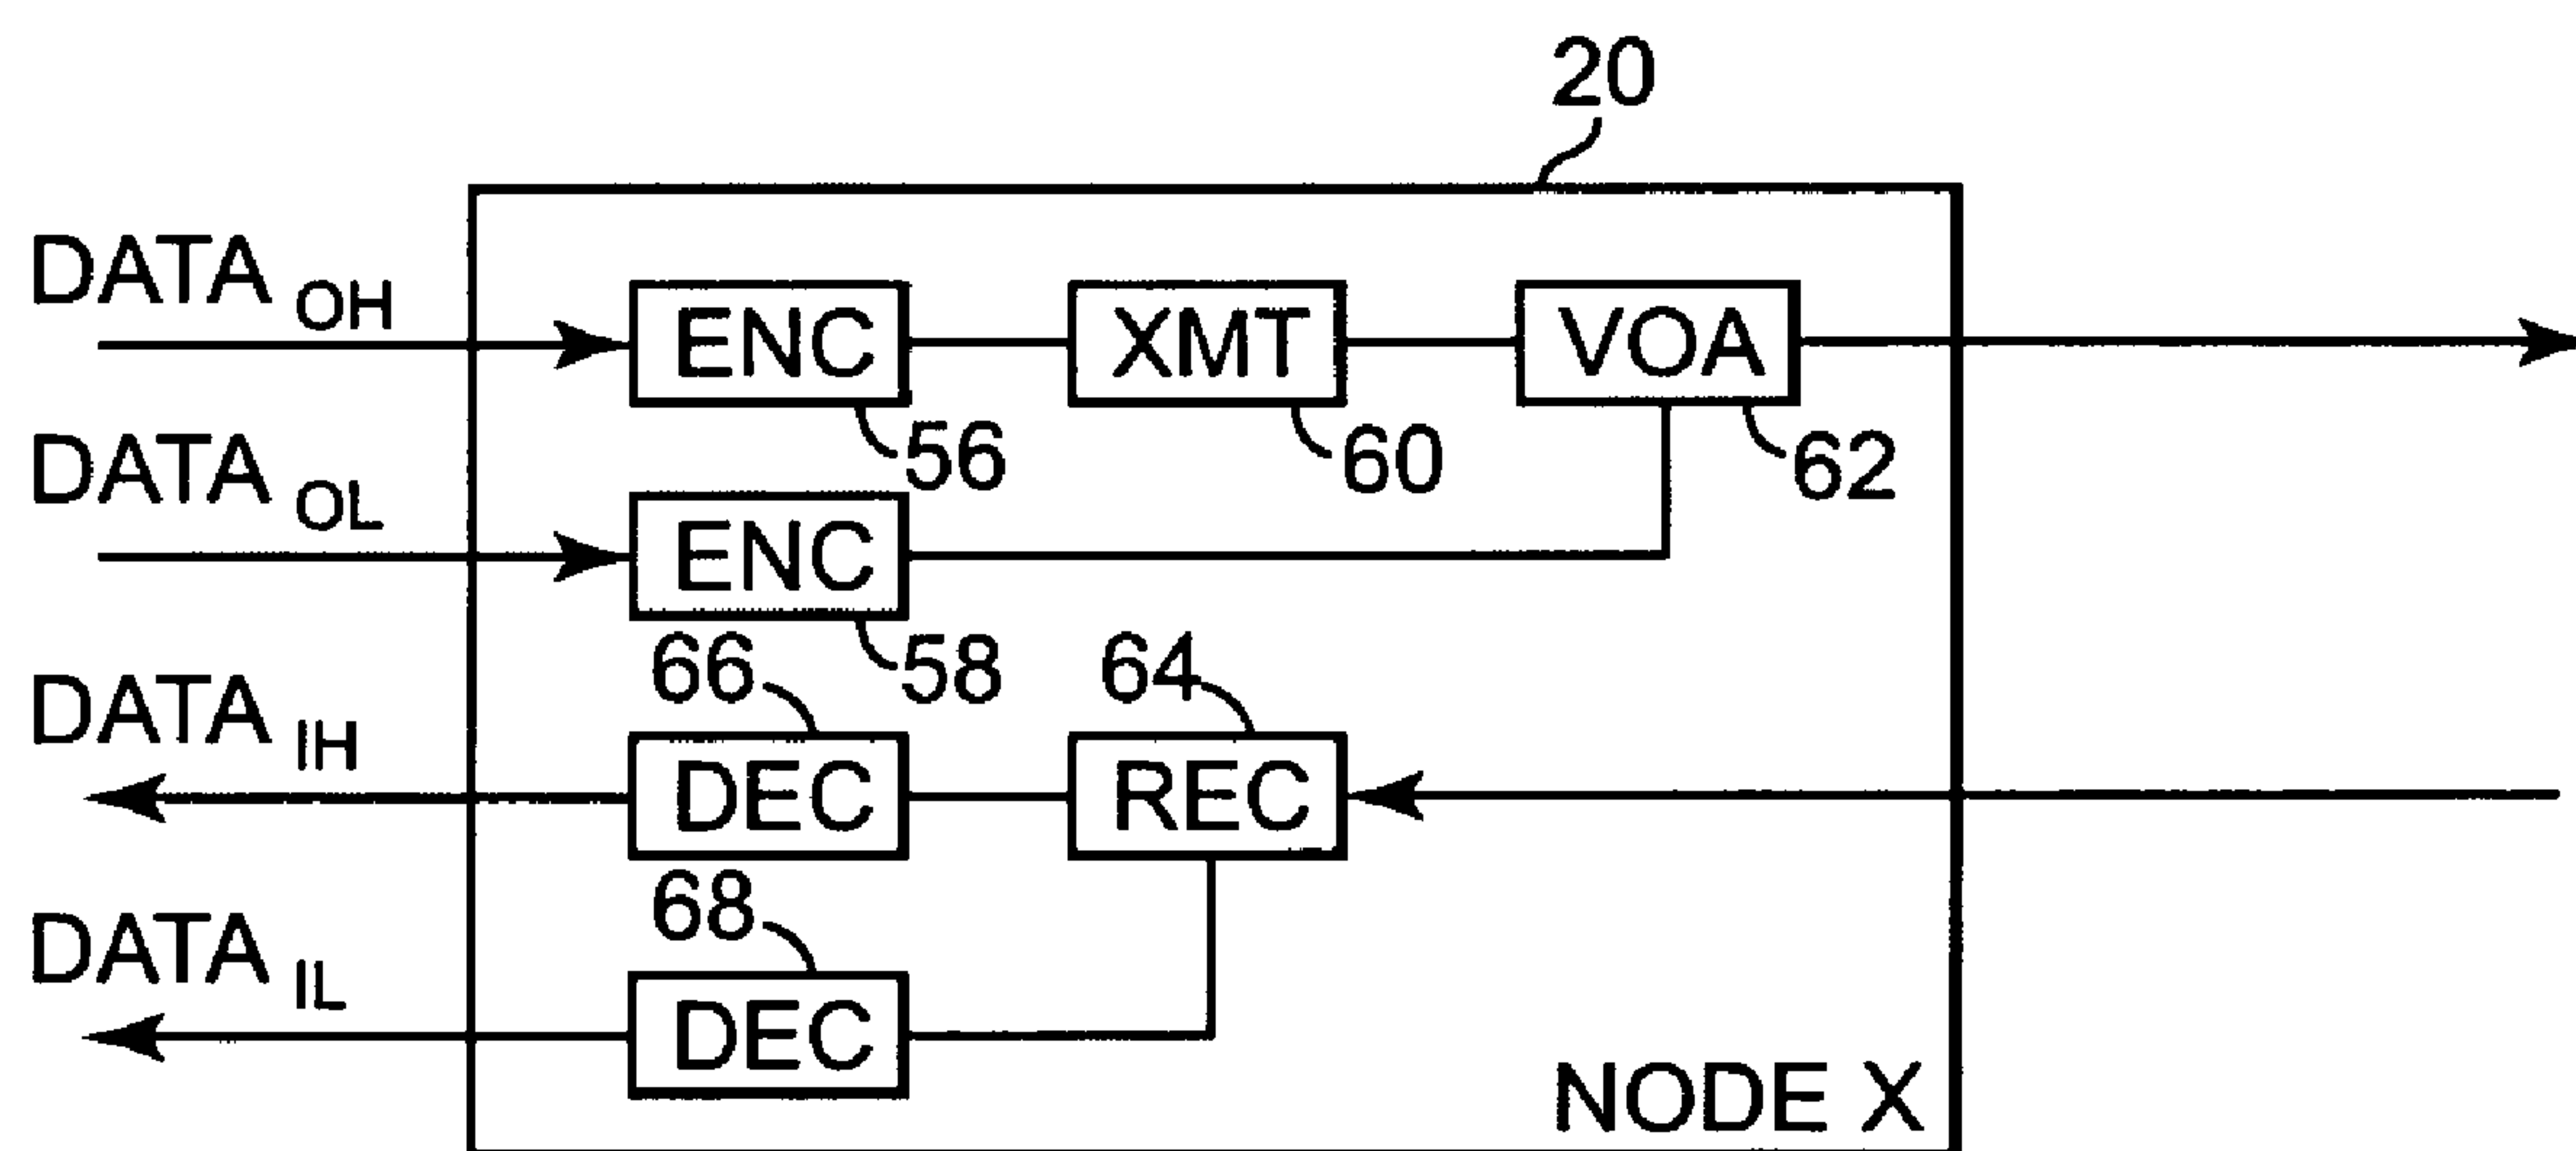 20
DATA OH
ENC
XMT
VOA
56
60
62
DATA OL
ENC
58
66
64
DATA IH
DEC
REC
68
DATA IL
DEC
NODE X